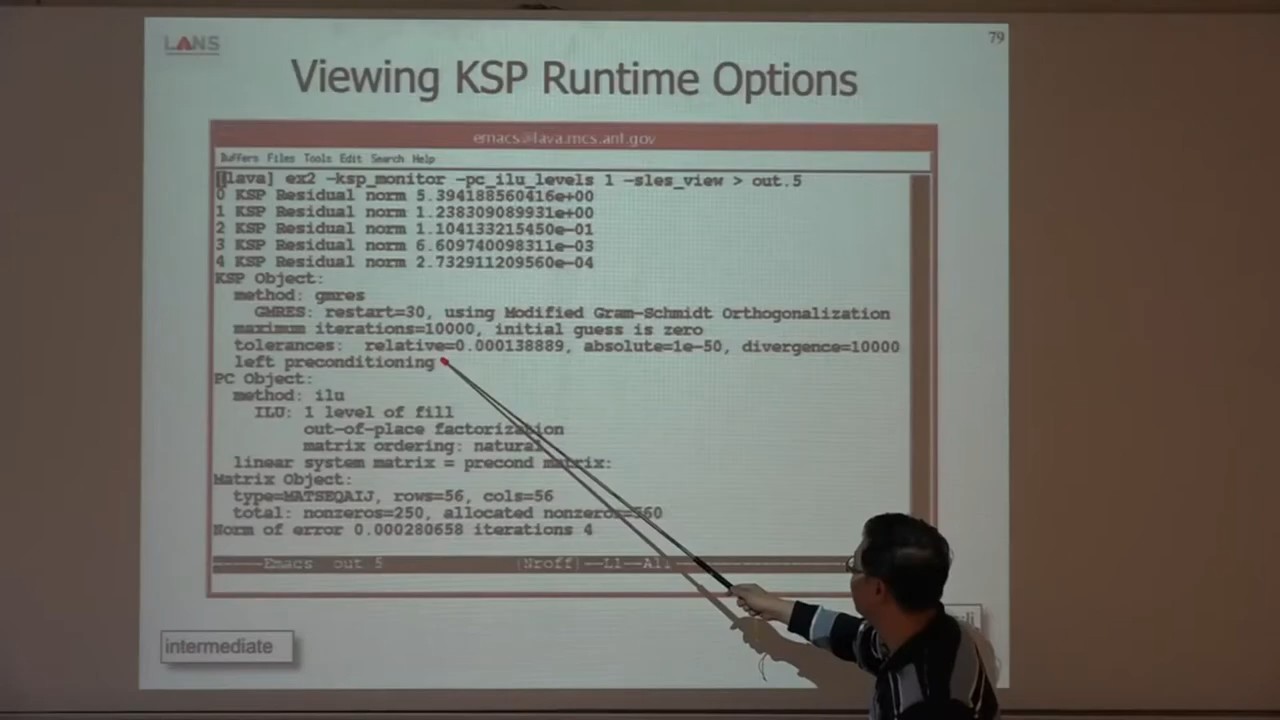 LANS
79
Viewing KSP Runtime Options
emacs@lava.mcs.anl.gov
Buffers Files Tools Edit Search Help
[lava] ex2 -ksp_monitor -pc_ilu_levels 1 -sles_view > out.5
0 KSP Residual norm 5.394188560416e+00
1 KSP Residual norm 1.238309089931e+00
2 KSP Residual norm 1.104133215450e-01
3 KSP Residual norm 6.609740098311e-03
4 KSP Residual norm 2.732911209560e-04
KSP Object:
method: gmres
GMRES: restart=30, using Modified Gram-Schmidt Orthogonalization
maximum iterations=10000, initial guess is zero
tolerances: relative=0.000138889, absolute=1e-50, divergence=10000
left preconditioning
PC Object:
method: ilu
ILU: 1 level of fill
out-of-place factorization
matrix ordering: natural
linear system matrix = precond matrix:
Matrix Object:
type=MATSEQAIJ, rows=56, cols=56
total: nonzeros=250, allocated nonzeros=560
Norm of error 0.000280658 iterations 4
-----Emacs out.5 (Nroff)--L1--All
intermediate